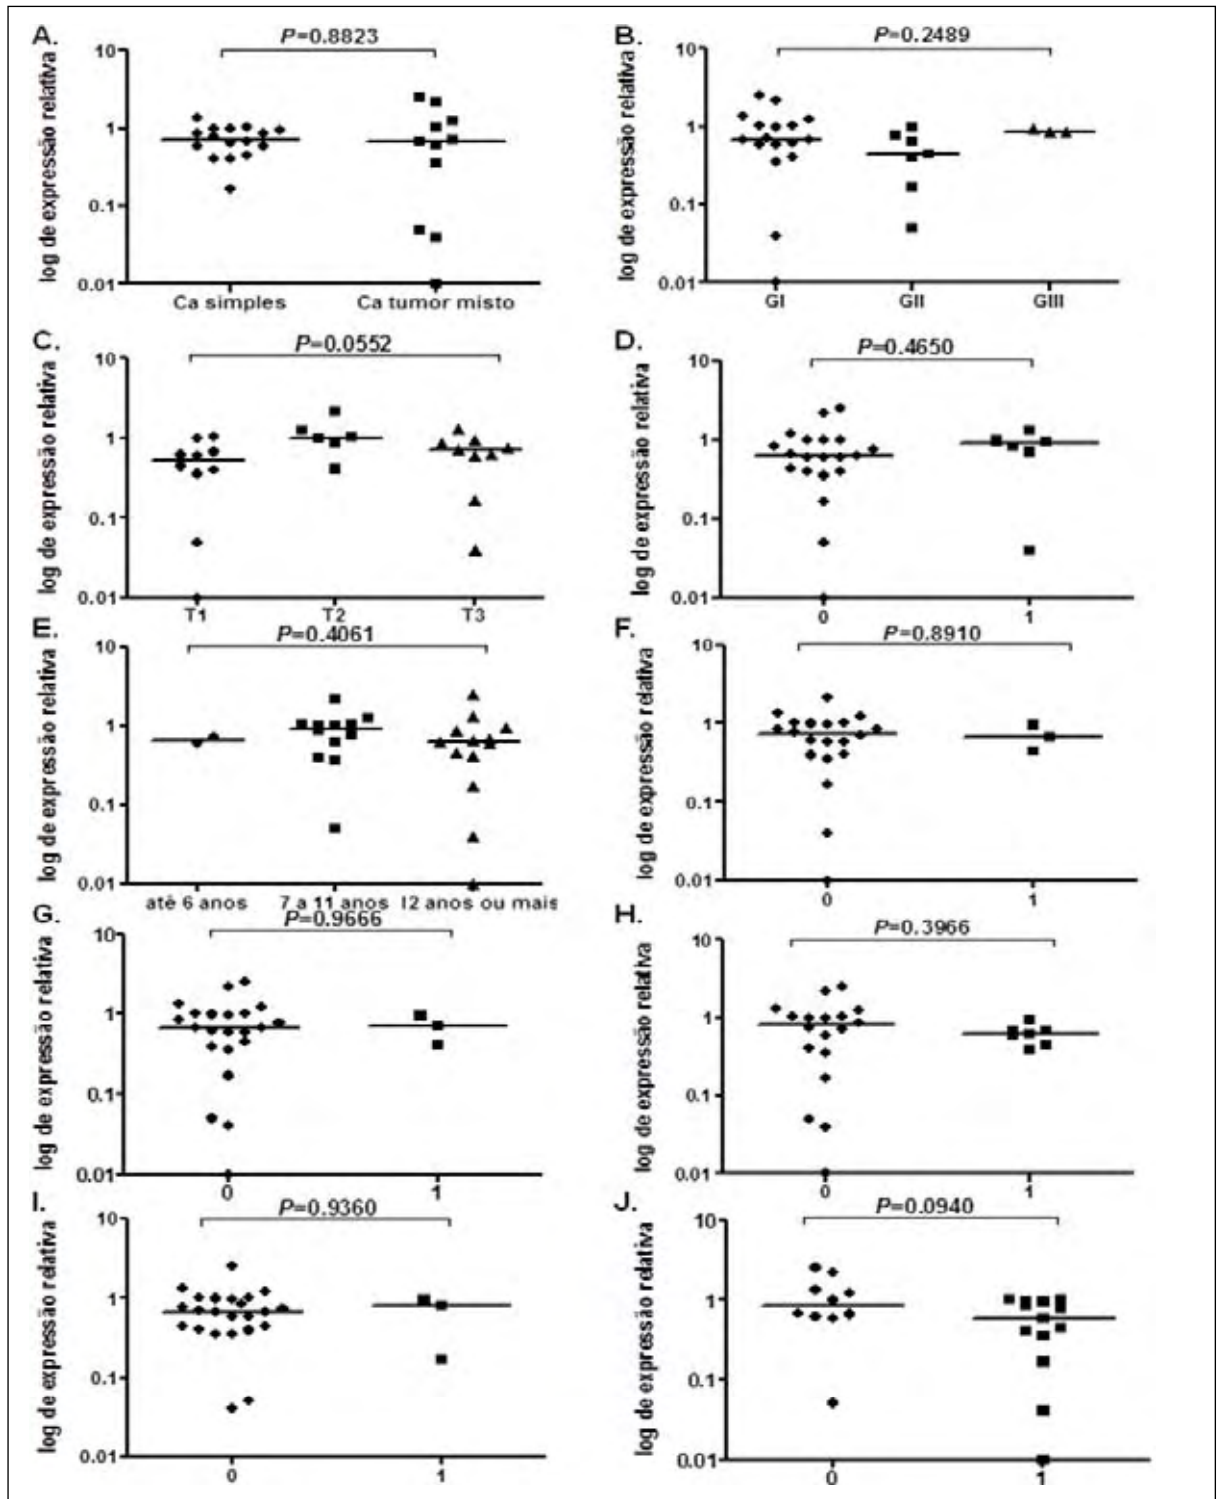 A.
P=0.8823
log de expressão relativa
10
1
0.1
0.01
Ca simples
Ca tumor misto
B.
P=0.2489
log de expressão relativa
10
1
0.1
0.01
GI
GII
GIII
C.
P=0.0552
log de expressão relativa
10
1
0.1
0.01
T1
T2
T3
D.
P=0.4650
log de expressão relativa
10
1
0.1
0.01
0
1
E.
P=0.4061
log de expressão relativa
10
1
0.1
0.01
até 6 anos
7 a 11 anos
12 anos ou mais
F.
P=0.8910
log de expressão relativa
10
1
0.1
0.01
0
1
G.
P=0.9666
log de expressão relativa
10
1
0.1
0.01
0
1
H.
P=0.3966
log de expressão relativa
10
1
0.1
0.01
0
1
I.
P=0.9360
log de expressão relativa
10
1
0.1
0.01
0
1
J.
P=0.0940
log de expressão relativa
10
1
0.1
0.01
0
1